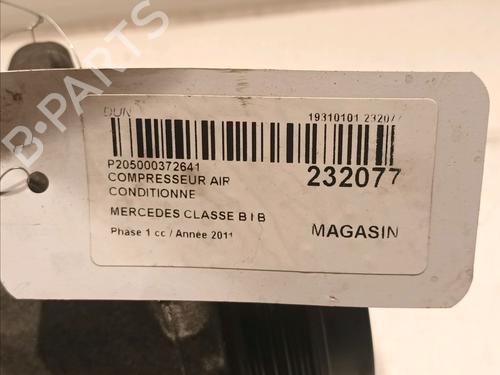 B-PARTS
DUN
19310101 232077
P205000372641
COMPRESSEUR AIR
CONDITIONNE
232077
MERCEDES CLASSE B I B
Phase 1 cc / Année 2011
MAGASIN